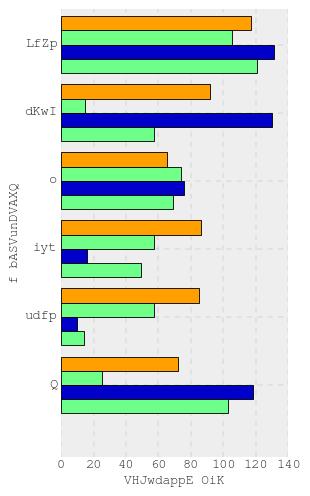 LfZp
dKwI
o
iyt
udfp
Q
f bASVunDVAXQ
0 20 40 60 80 100 120 140
VHJwdappE OiK